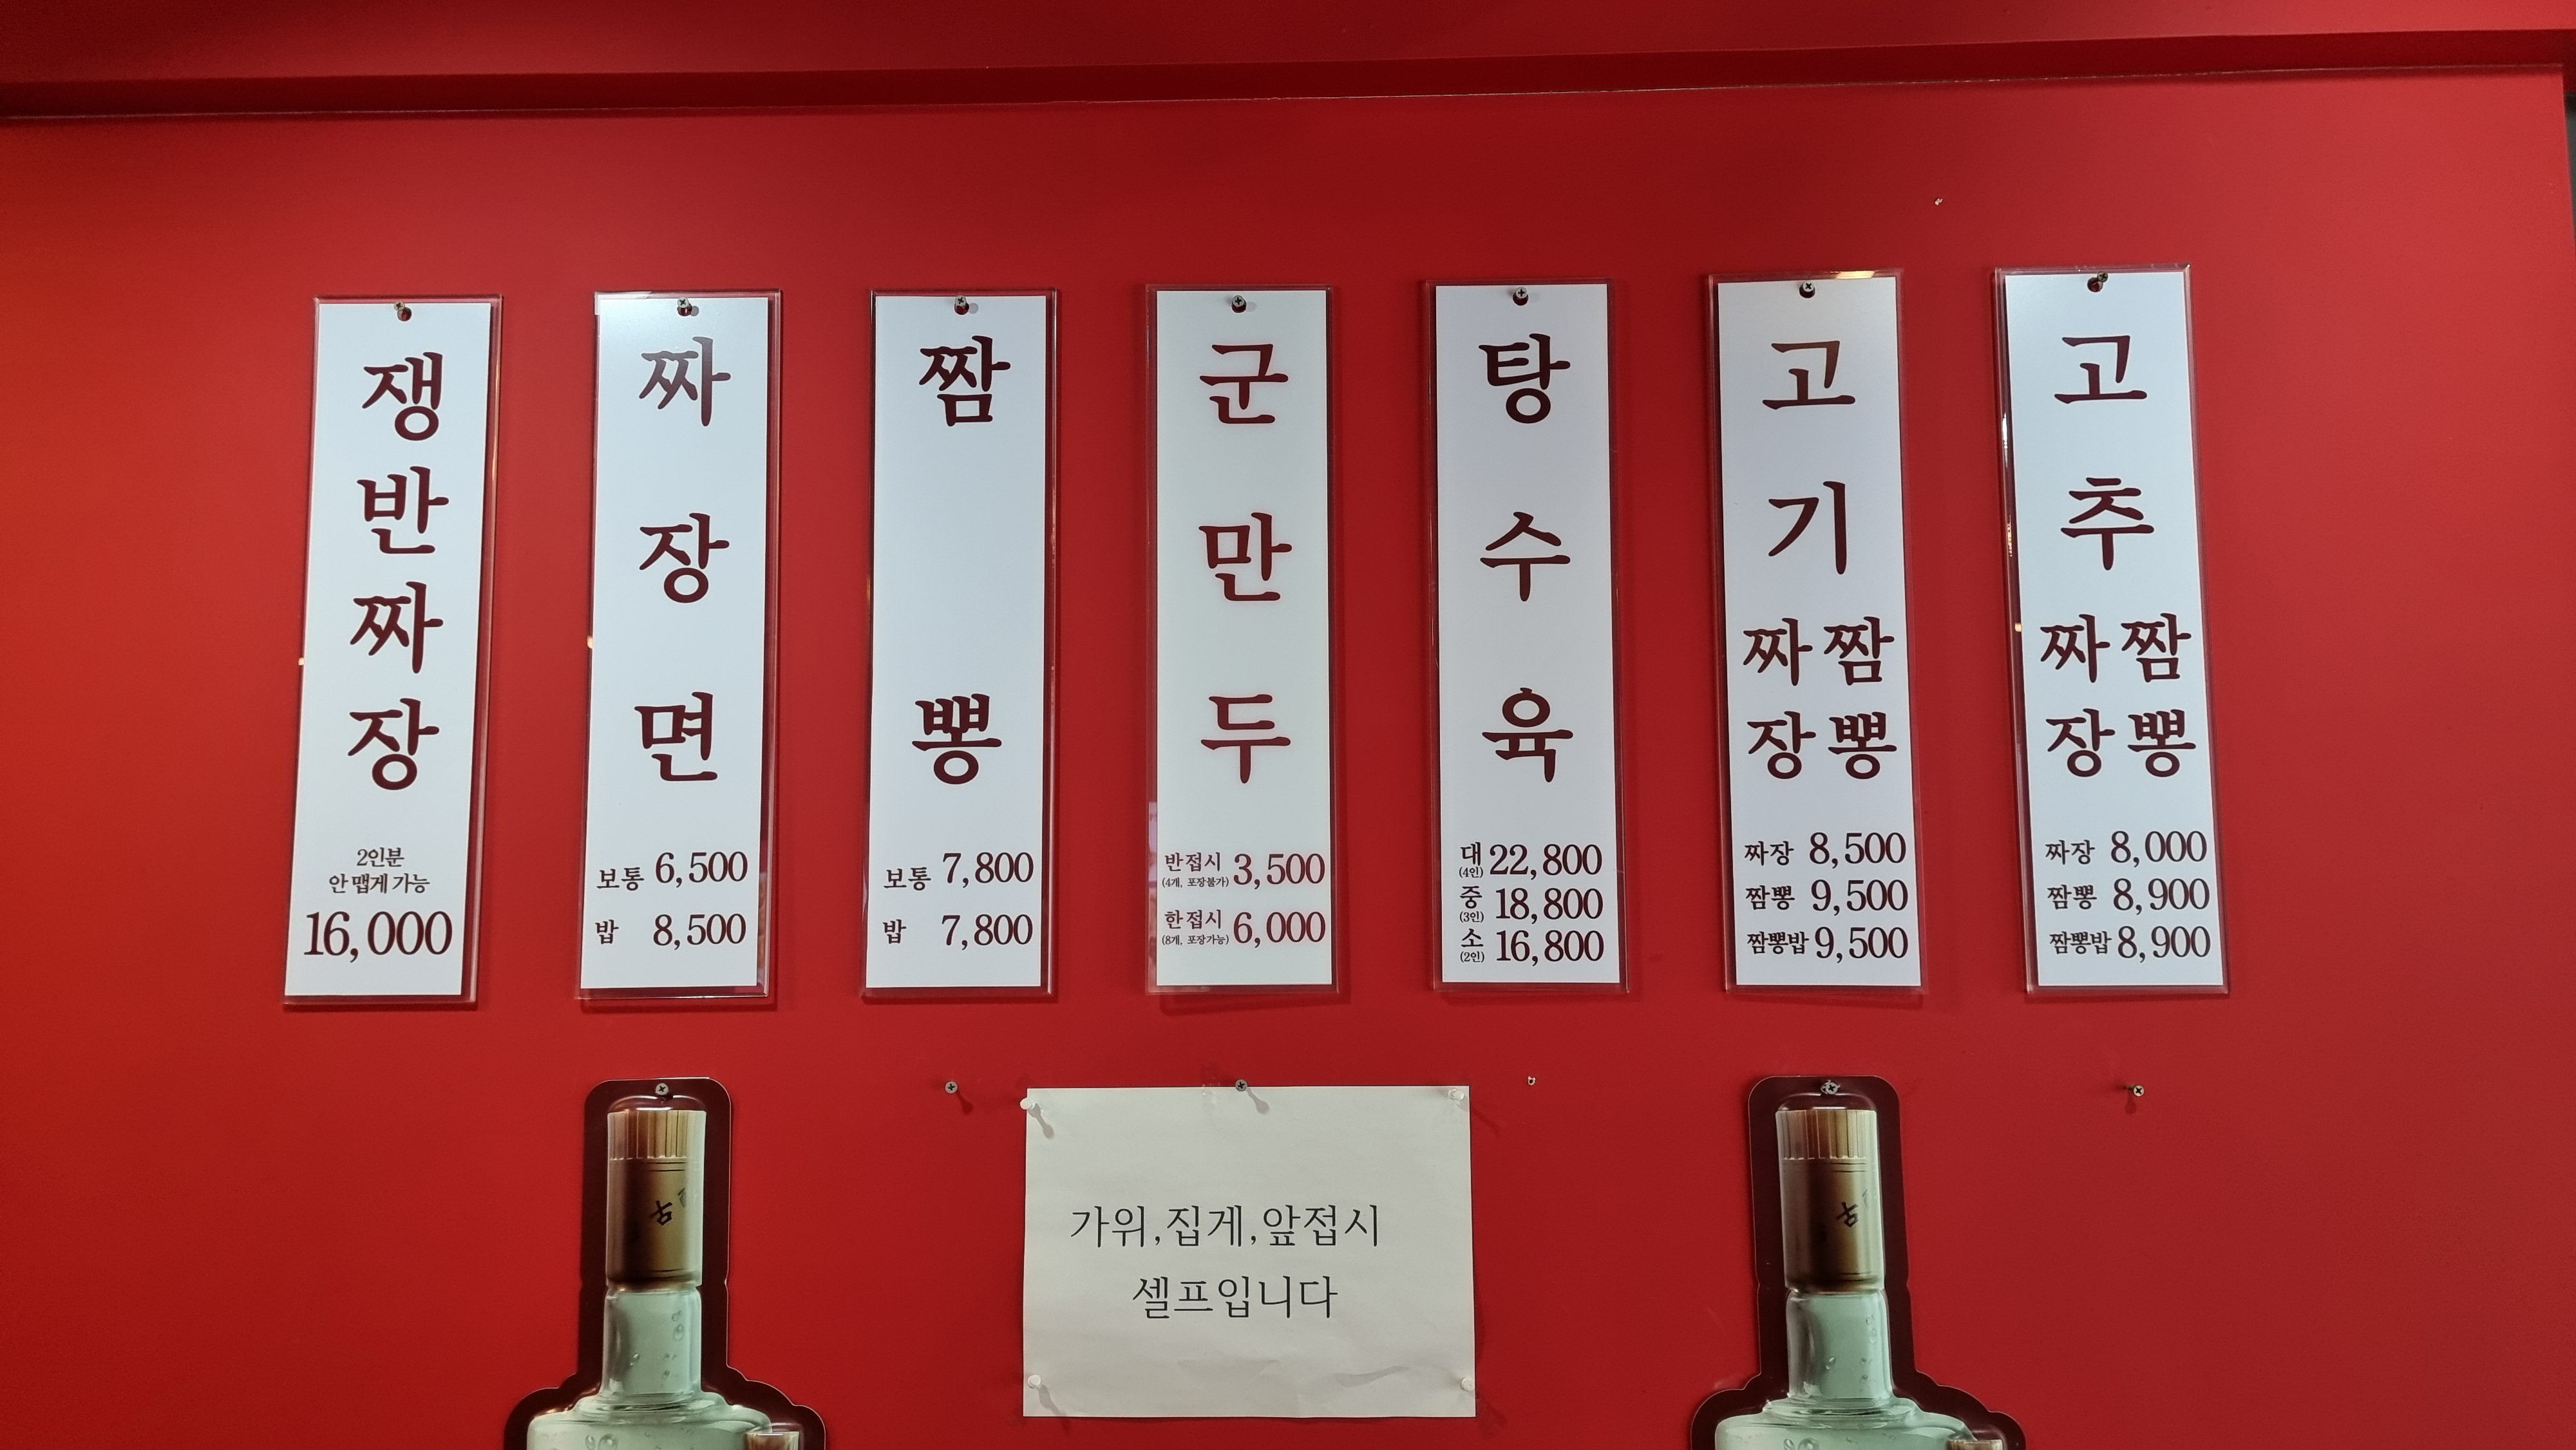 쟁반짜장
2인분
안 맵게 가능
16,000
짜장면
보통 6,500
밥 8,500
짬뽕
보통 7,800
밥 7,800
군만두
반접시 3,500
(4개, 포장불가)
한접시 6,000
(8개, 포장가능)
탕수육
대 22,800
(4인)
중 18,800
(3인)
소 16,800
(2인)
고기
짜장 짬뽕
짜장 8,500
짬뽕 9,500
짬뽕밥 9,500
고추
짜장 짬뽕
짜장 8,000
짬뽕 8,900
짬뽕밥 8,900
가위,집게,앞접시
셀프입니다